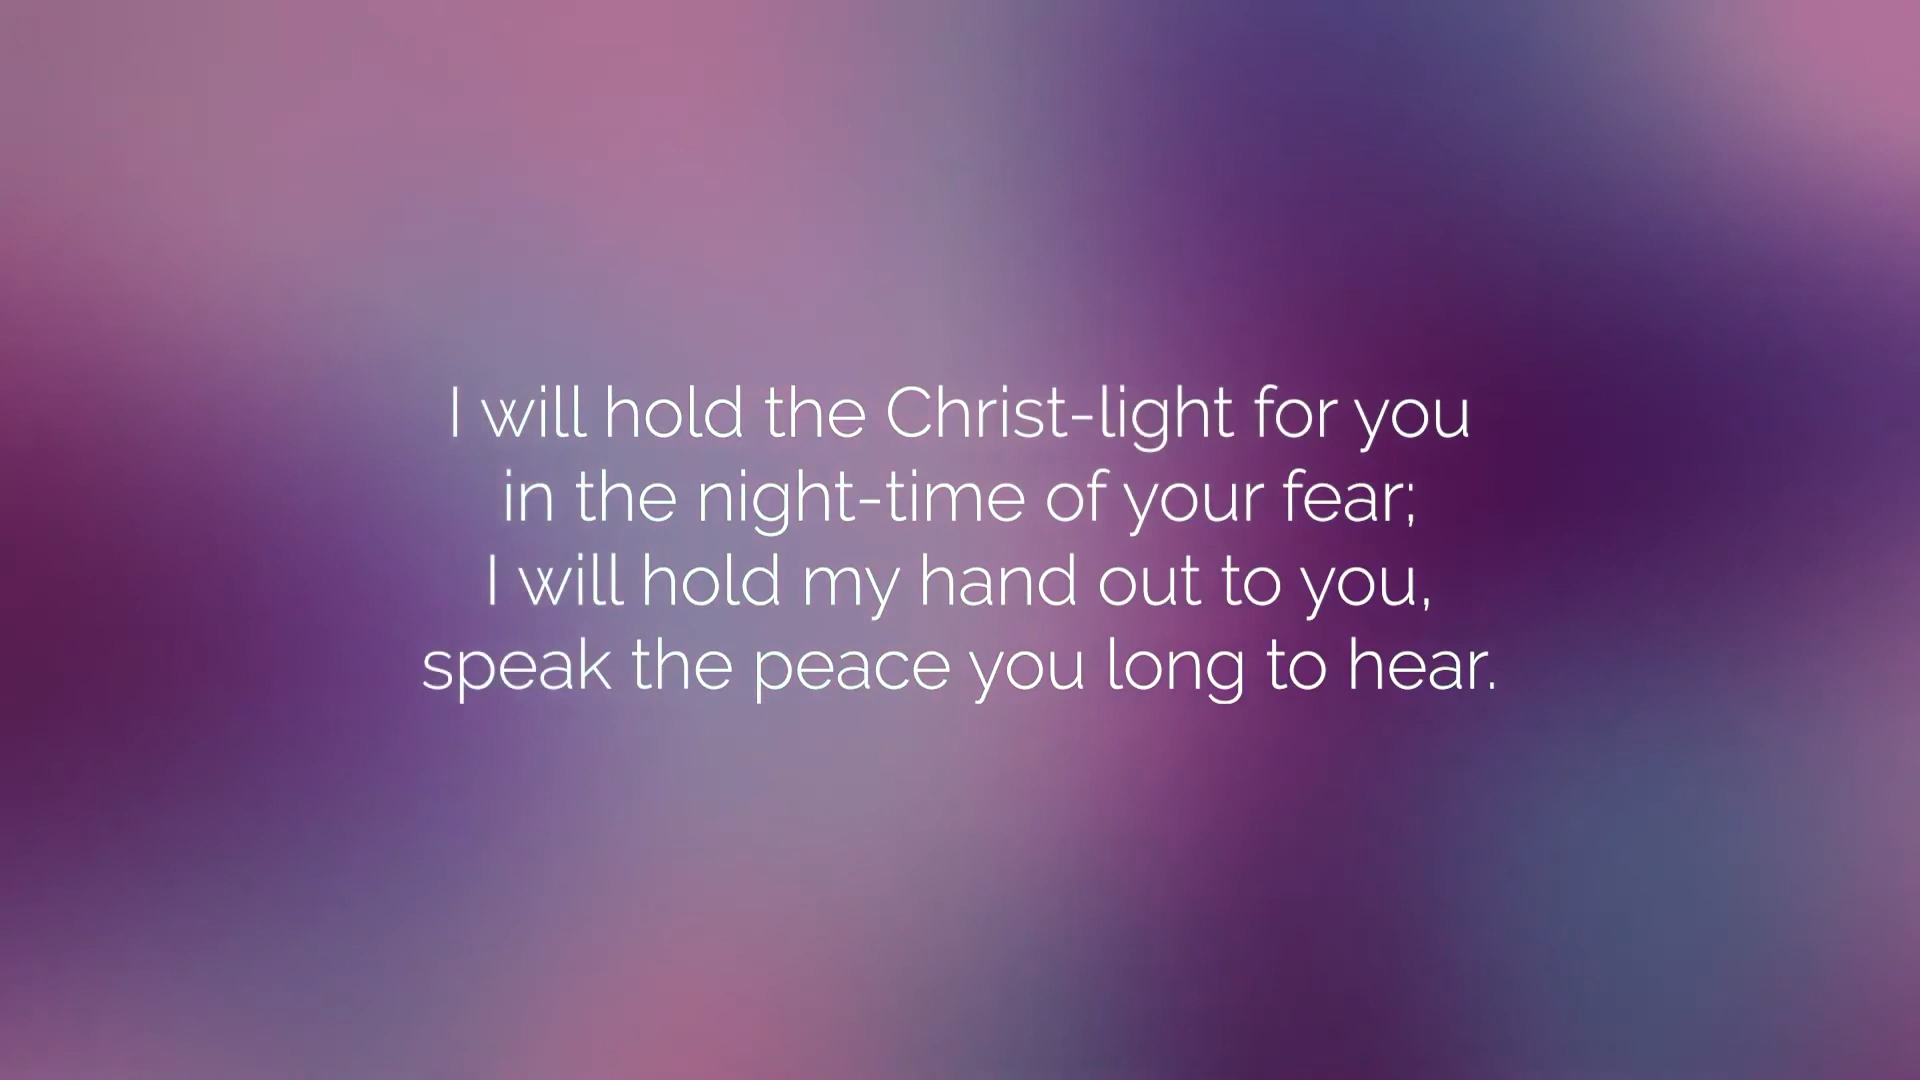 I will hold the Christ-light for you
in the night-time of your fear;
I will hold my hand out to you,
speak the peace you long to hear.